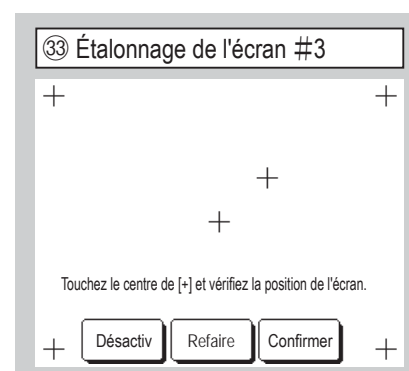 ㉝ Étalonnage de l'écran #3
Touchez le centre de [+] et vérifiez la position de l'écran.
Désactiv Refaire Confirmer